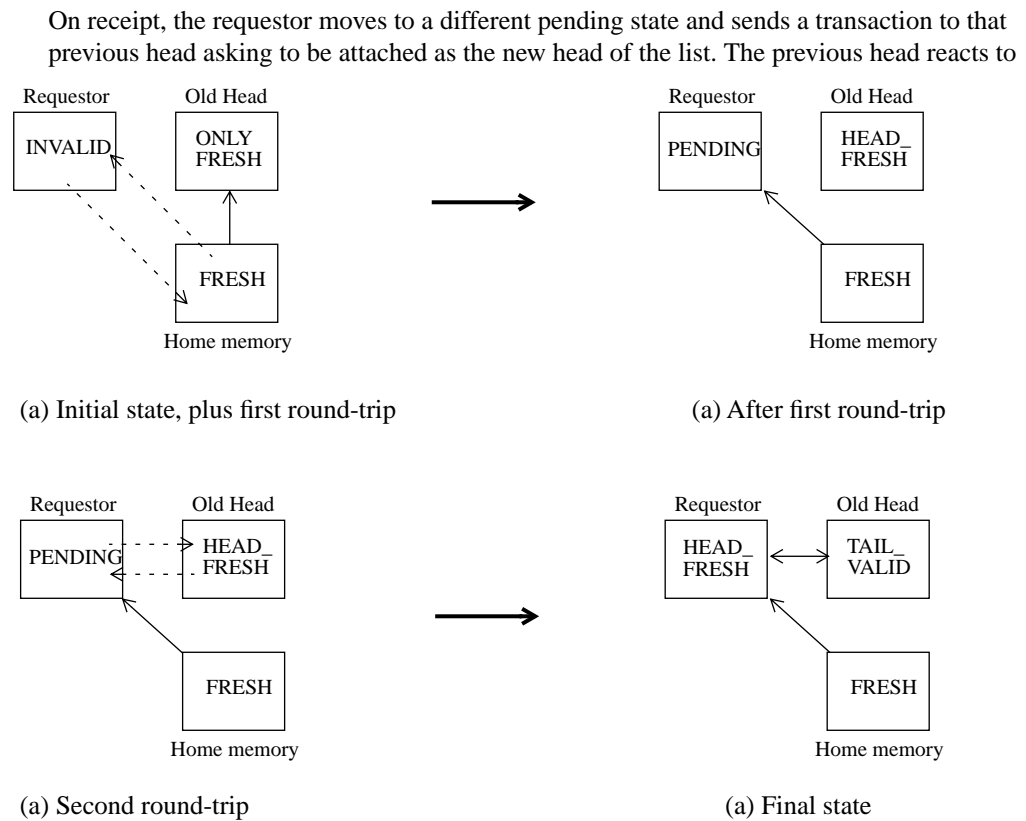 On receipt, the requestor moves to a different pending state and sends a transaction to that
previous head asking to be attached as the new head of the list. The previous head reacts to
Requestor
Old Head
INVALID
ONLY
FRESH
FRESH
Home memory
Requestor
Old Head
PENDING
HEAD_
FRESH
FRESH
Home memory
(a) Initial state, plus first round-trip
(a) After first round-trip
Requestor
Old Head
PENDING
HEAD_
FRESH
FRESH
Home memory
Requestor
Old Head
HEAD_
FRESH
TAIL_
VALID
FRESH
Home memory
(a) Second round-trip
(a) Final state